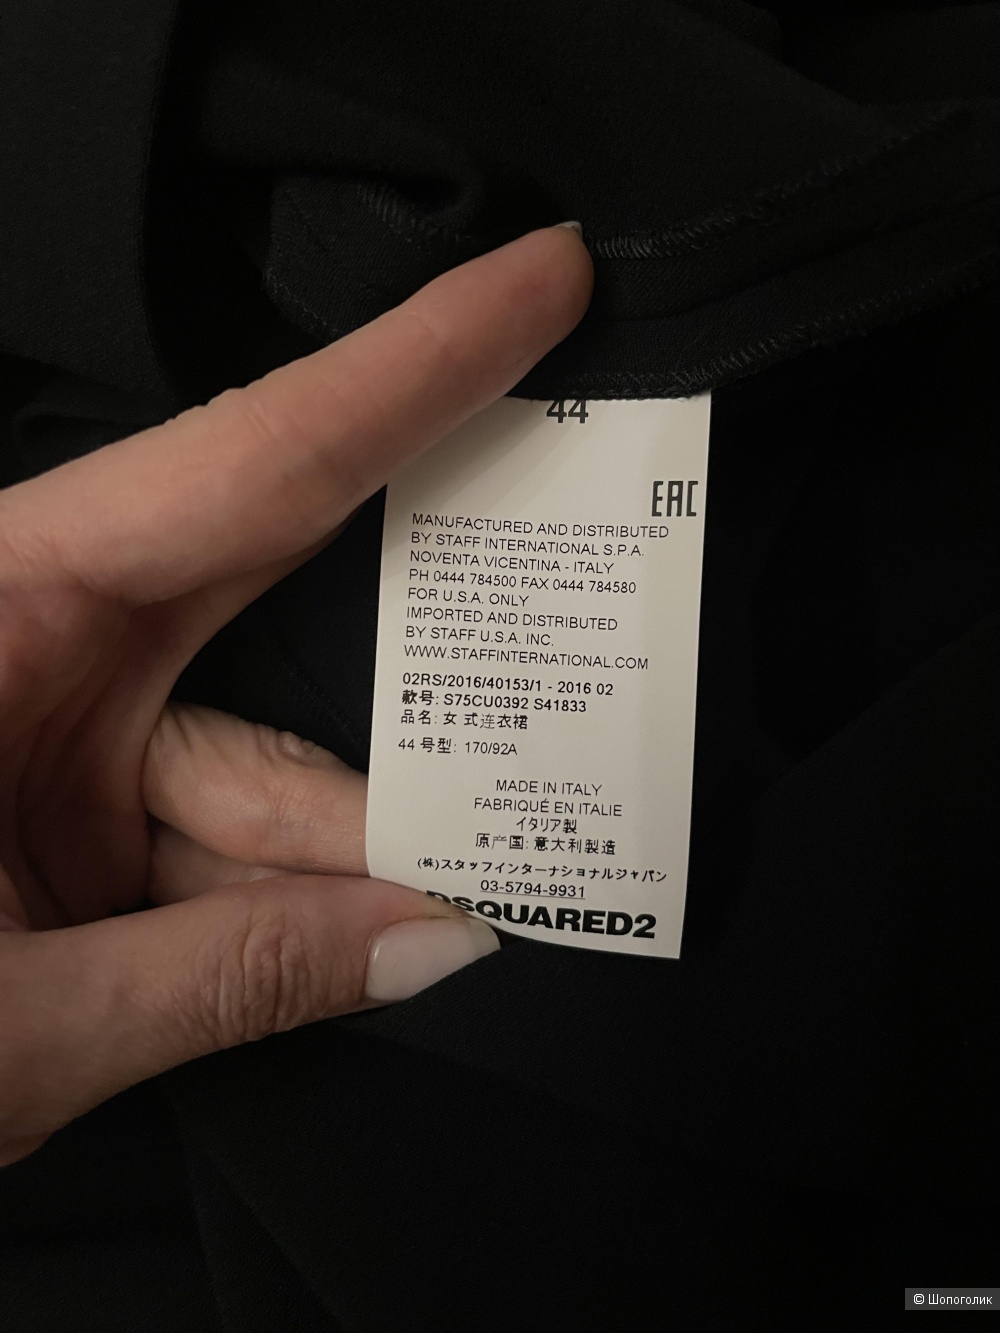 44
EAC
MANUFACTURED AND DISTRIBUTED
BY STAFF INTERNATIONAL S.P.A.
NOVENTA VICENTINA - ITALY
PH 0444 784500 FAX 0444 784580
FOR U.S.A. ONLY
IMPORTED AND DISTRIBUTED
BY STAFF U.S.A. INC.
WWW.STAFFINTERNATIONAL.COM
02RS/2016/40153/1 - 2016 02
款号: S75CU0392 S41833
品名: 女 式连衣裙
44 号型: 170/92A
MADE IN ITALY
FABRIQUÉ EN ITALIE
イタリア製
原产国: 意大利製造
(株)スタッフインターナショナルジャパン
03-5794-9931
DSQUARED2
© Шопоголик